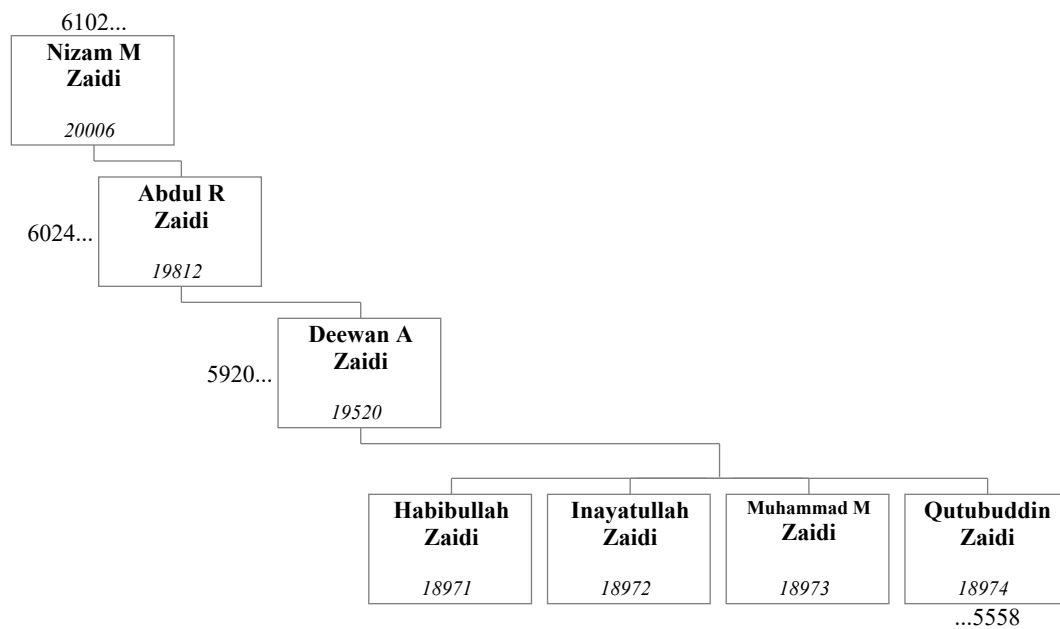 6102...
Nizam M
Zaidi
20006
Abdul R
Zaidi
6024...
19812
Deewan A
Zaidi
5920...
19520
Habibullah
Zaidi
18971
Inayatullah
Zaidi
18972
Muhammad M
Zaidi
18973
Qutubuddin
Zaidi
18974
...5558